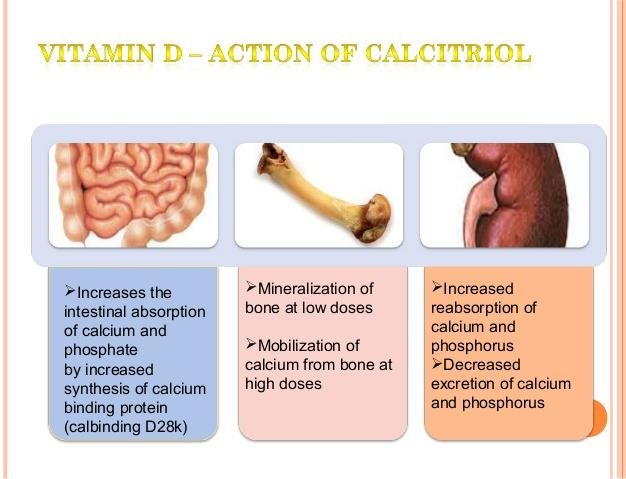 VITAMIN D – ACTION OF CALCITRIOL
➢Increases the
intestinal absorption
of calcium and
phosphate
by increased
synthesis of calcium
binding protein
(calbinding D28k)
➢Mineralization of
bone at low doses
➢Mobilization of
calcium from bone at
high doses
➢Increased
reabsorption of
calcium and
phosphorus
➢Decreased
excretion of calcium
and phosphorus